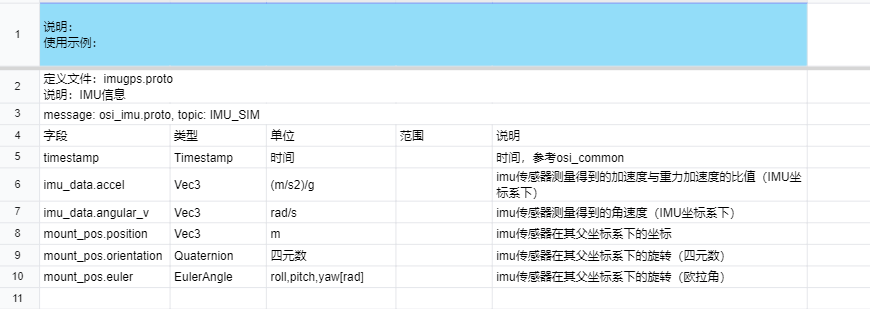 1
说明：
使用示例：
2
定义文件：imugps.proto
说明：IMU信息
3 message: osi_imu.proto, topic: IMU_SIM
4 字段 类型 单位 范围 说明
5 timestamp Timestamp 时间 时间，参考osi_common
6 imu_data.accel Vec3 (m/s2)/g imu传感器测量得到的加速度与重力加速度的比值（IMU坐
标系下）
7 imu_data.angular_v Vec3 rad/s imu传感器测量得到的角速度（IMU坐标系下）
8 mount_pos.position Vec3 m imu传感器在其父坐标系下的坐标
9 mount_pos.orientation Quaternion 四元数 imu传感器在其父坐标系下的旋转（四元数）
10 mount_pos.euler EulerAngle roll,pitch,yaw[rad] imu传感器在其父坐标系下的旋转（欧拉角）
11